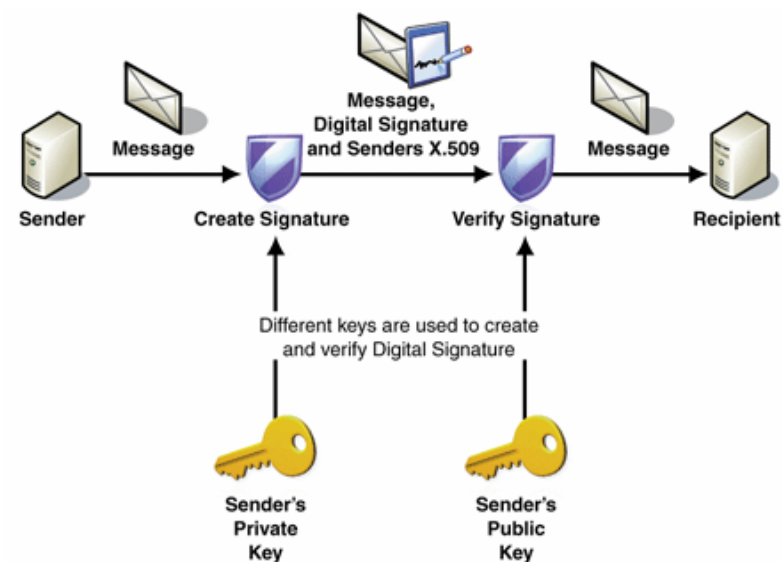 Message,
Digital Signature
and Senders X.509
Message
Message
Sender
Create Signature
Verify Signature
Recipient
Different keys are used to create
and verify Digital Signature
Sender's
Private
Key
Sender's
Public
Key